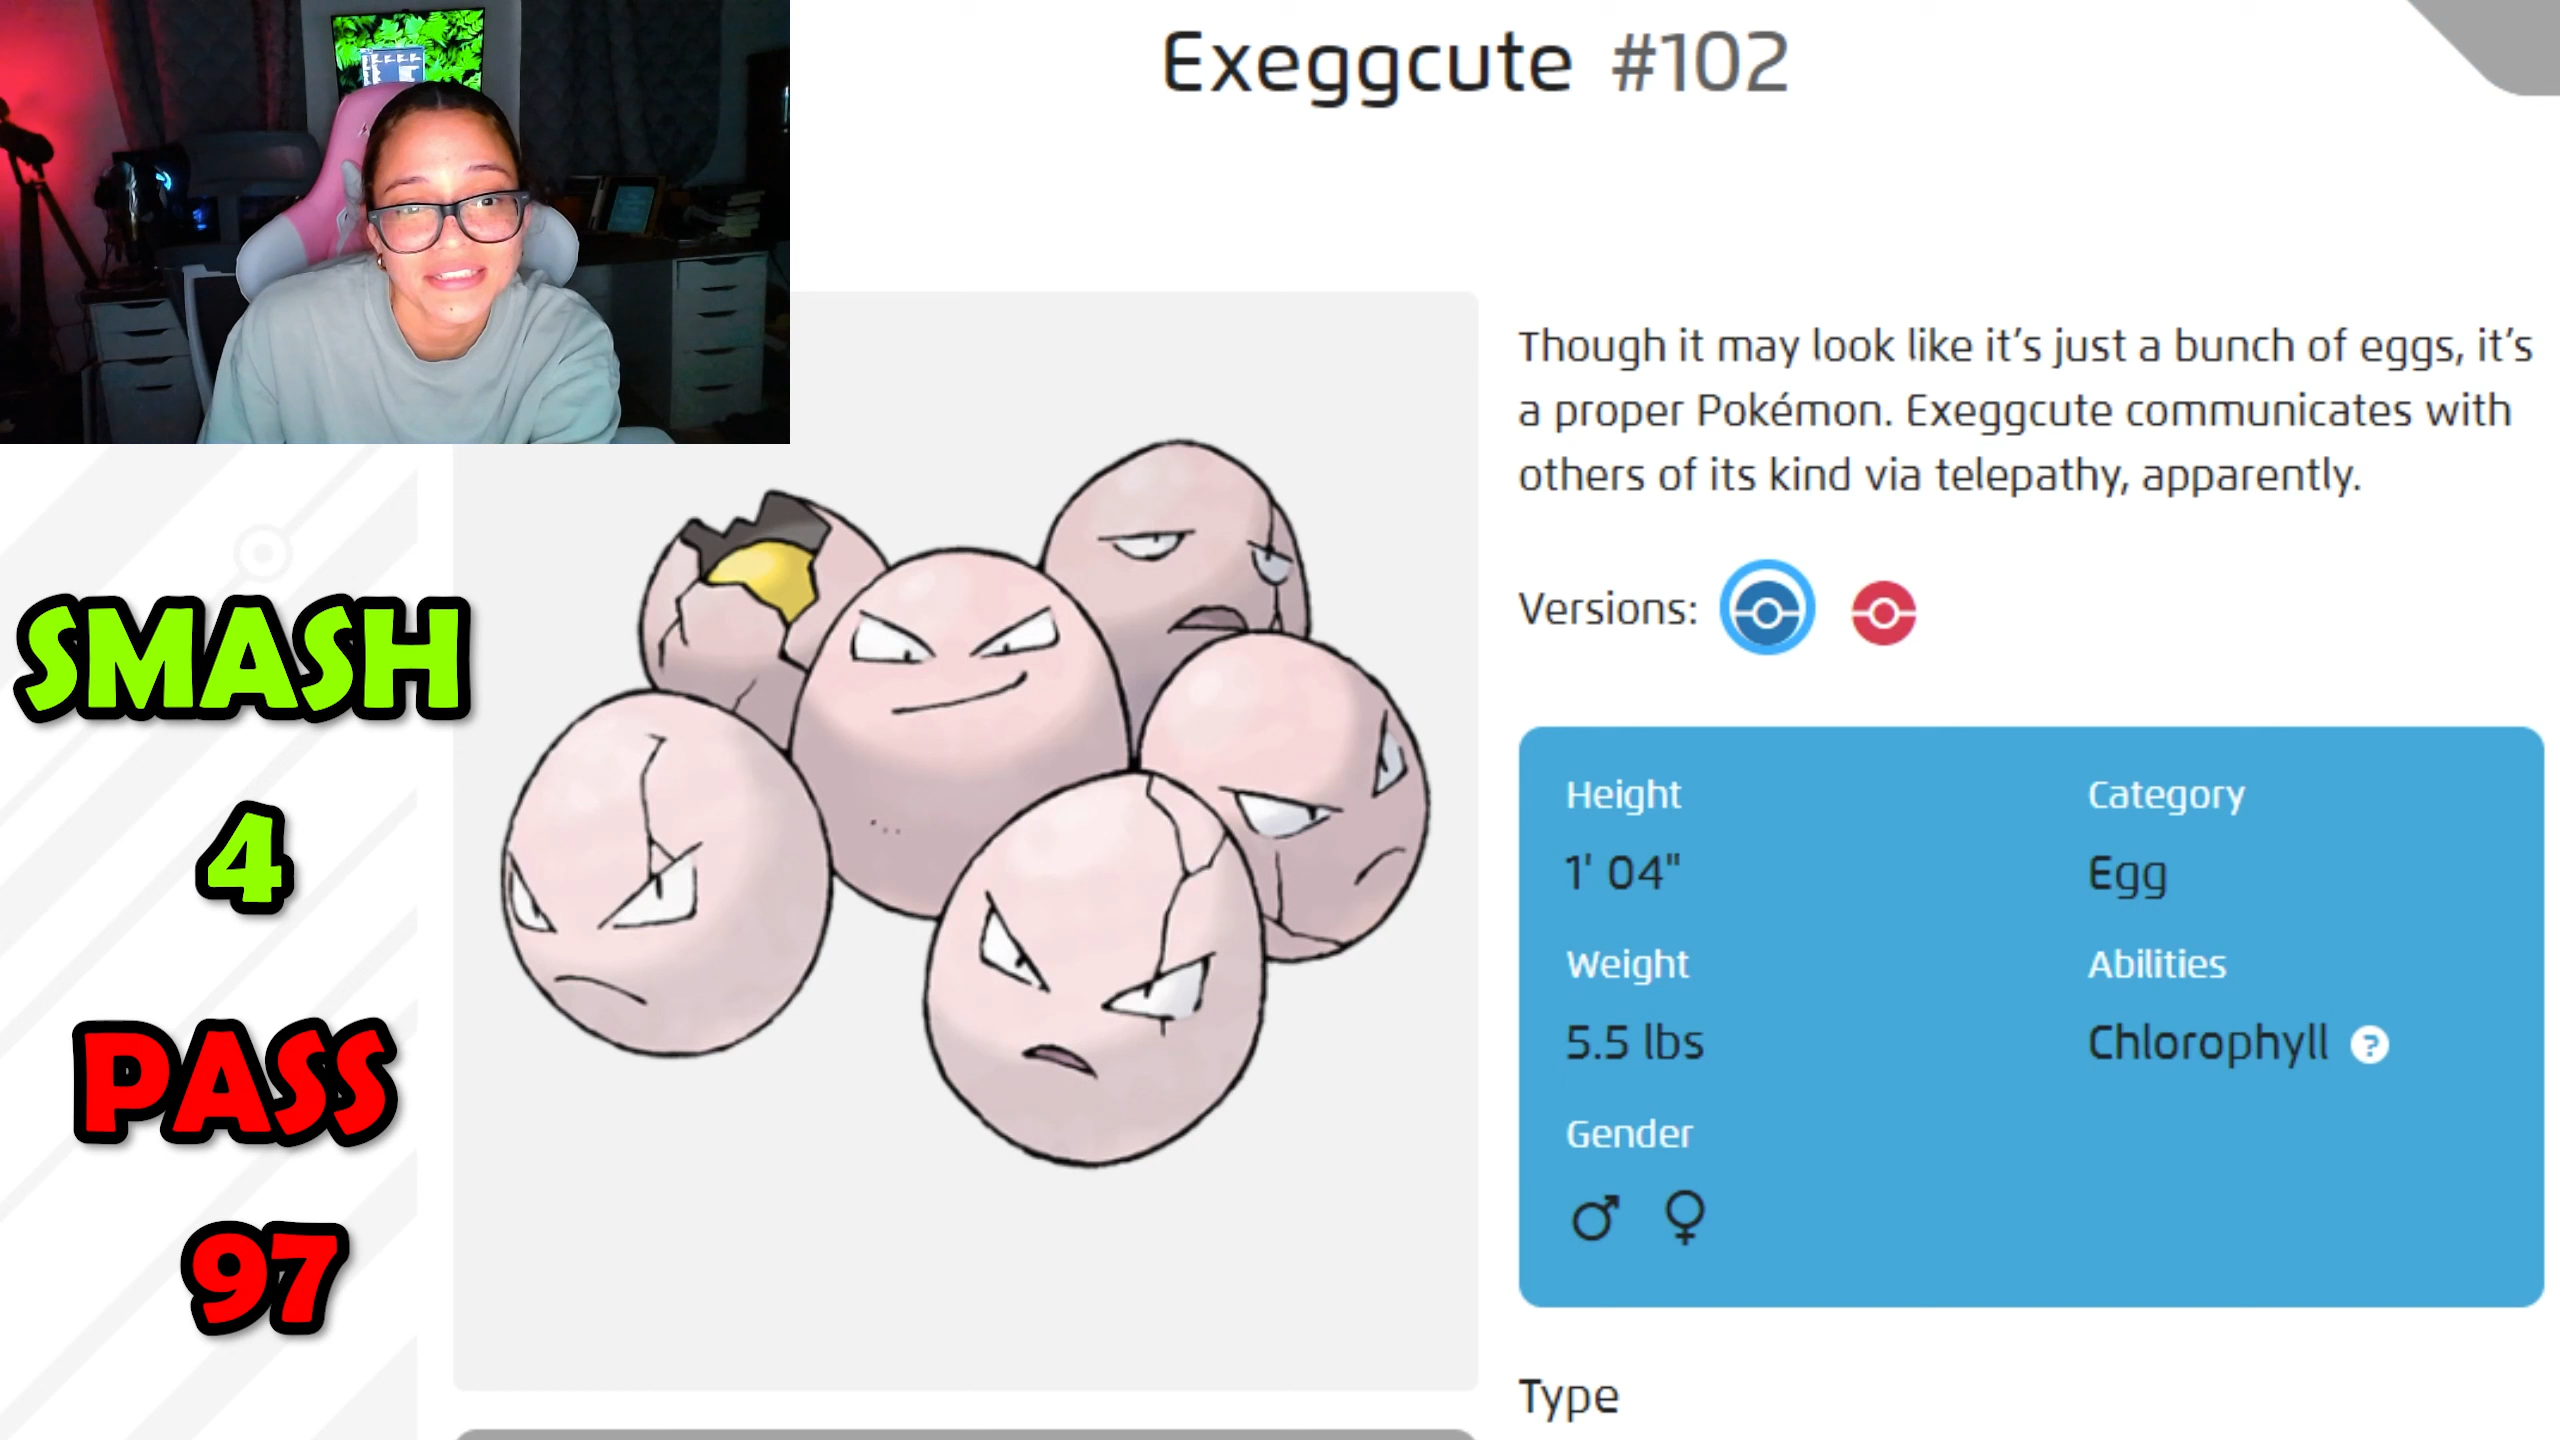 Exeggcute #102
Though it may look like it's just a bunch of eggs, it's
a proper Pokémon. Exeggcute communicates with
others of its kind via telepathy, apparently.
Versions:
SMASH
4
PASS
97
Height
1' 04"
Weight
5.5 lbs
Gender
Category
Egg
Abilities
Chlorophyll ?
Type